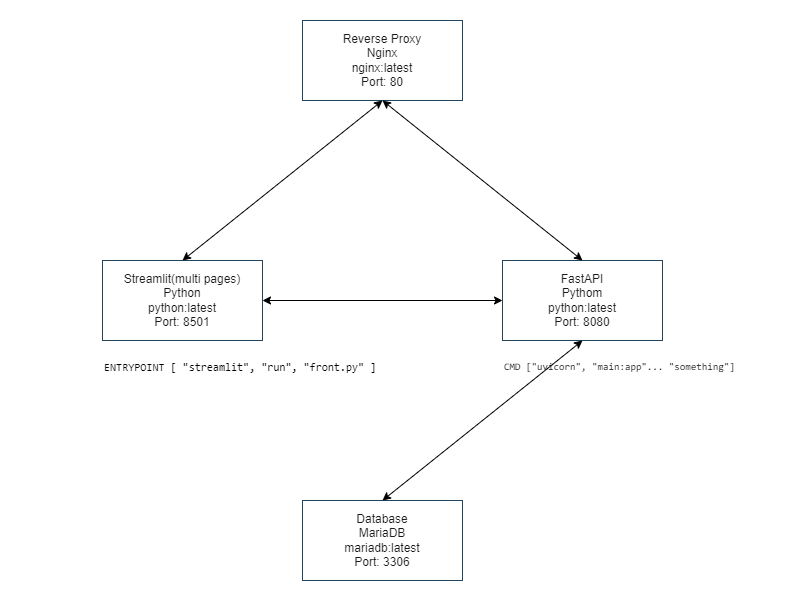 Reverse Proxy
Nginx
nginx:latest
Port: 80
Streamlit(multi pages)
Python
python:latest
Port: 8501
FastAPI
Pythom
python:latest
Port: 8080
ENTRYPOINT [ "streamlit", "run", "front.py" ]
CMD ["uvicorn", "main:app"... "something"]
Database
MariaDB
mariadb:latest
Port: 3306